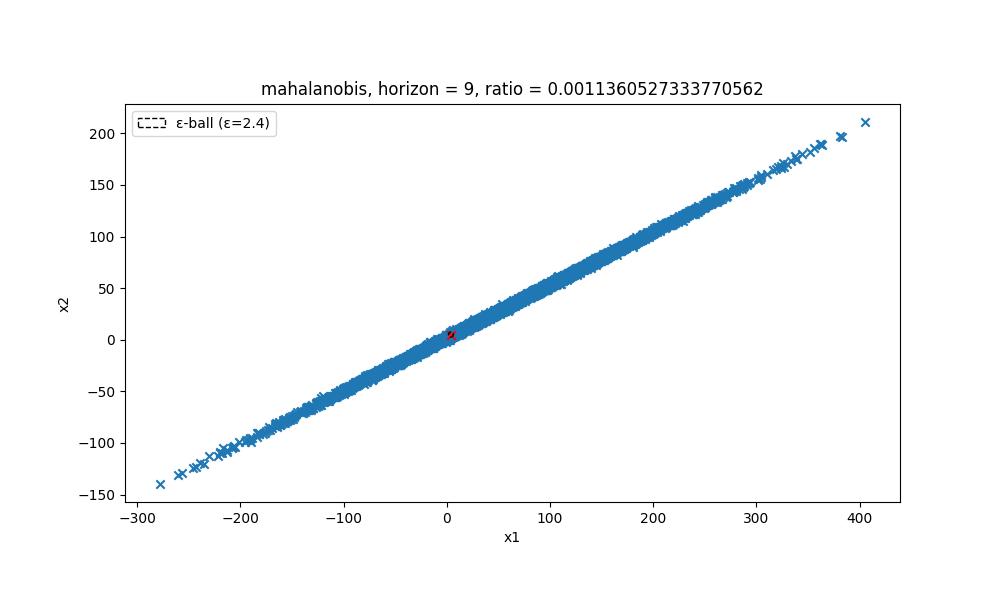 mahalanobis, horizon = 9, ratio = 0.0011360527333770562
ε-ball (ε=2.4)
200
150
100
50
0
−50
−100
−150
x2
−300 −200 −100 0 100 200 300 400
x1